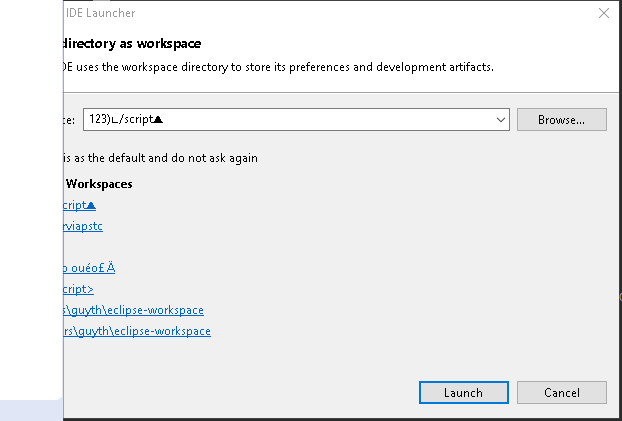 IDE Launcher
directory as workspace
DE uses the workspace directory to store its preferences and development artifacts.
ce: 123)ㄴ/script▲ Browse...
is as the default and do not ask again
Workspaces
cript▲
rviapstc
o ouéo£ Ä
cript>
s\guyth\eclipse-workspace
rs\guyth\eclipse-workspace
Launch Cancel